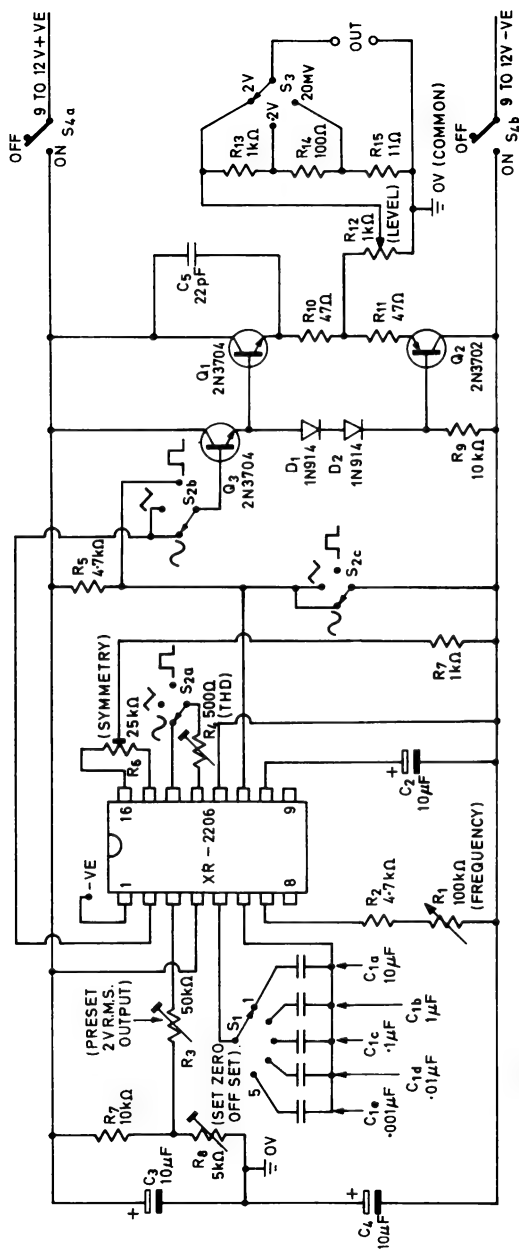 OFF
S4a
ON
9 TO 12V +VE
R7
10kΩ
C3
10µF
+
(PRESET
2V R.M.S.
OUTPUT)
R3
50kΩ
R8
5kΩ
(SET ZERO
OFF SET)
0V
C4
10µF
+
-VE
1
16
XR-2206
8
9
(SYMMETRY)
25kΩ
R6
S2a
R4 500Ω
(THD)
R5
4·7kΩ
S2b
Q3
2N3704
S2c
Q1
2N3704
C5
22pF
R10
47Ω
R11
47Ω
Q2
2N3702
D1
1N914
D2
1N914
R9
10kΩ
R12
1kΩ
(LEVEL)
R13
1kΩ
R14
100Ω
R15
11Ω
2V
·2V
20MV
S3
OUT
0V (COMMON)
S1
1
5
C1a
10µF
C1b
1µF
C1c
·1µF
C1d
·01µF
C1e
·001µF
R2
4·7kΩ
R1
100kΩ
(FREQUENCY)
C2
10µF
+
R7
1kΩ
OFF
S4b
ON
9 TO 12V -VE